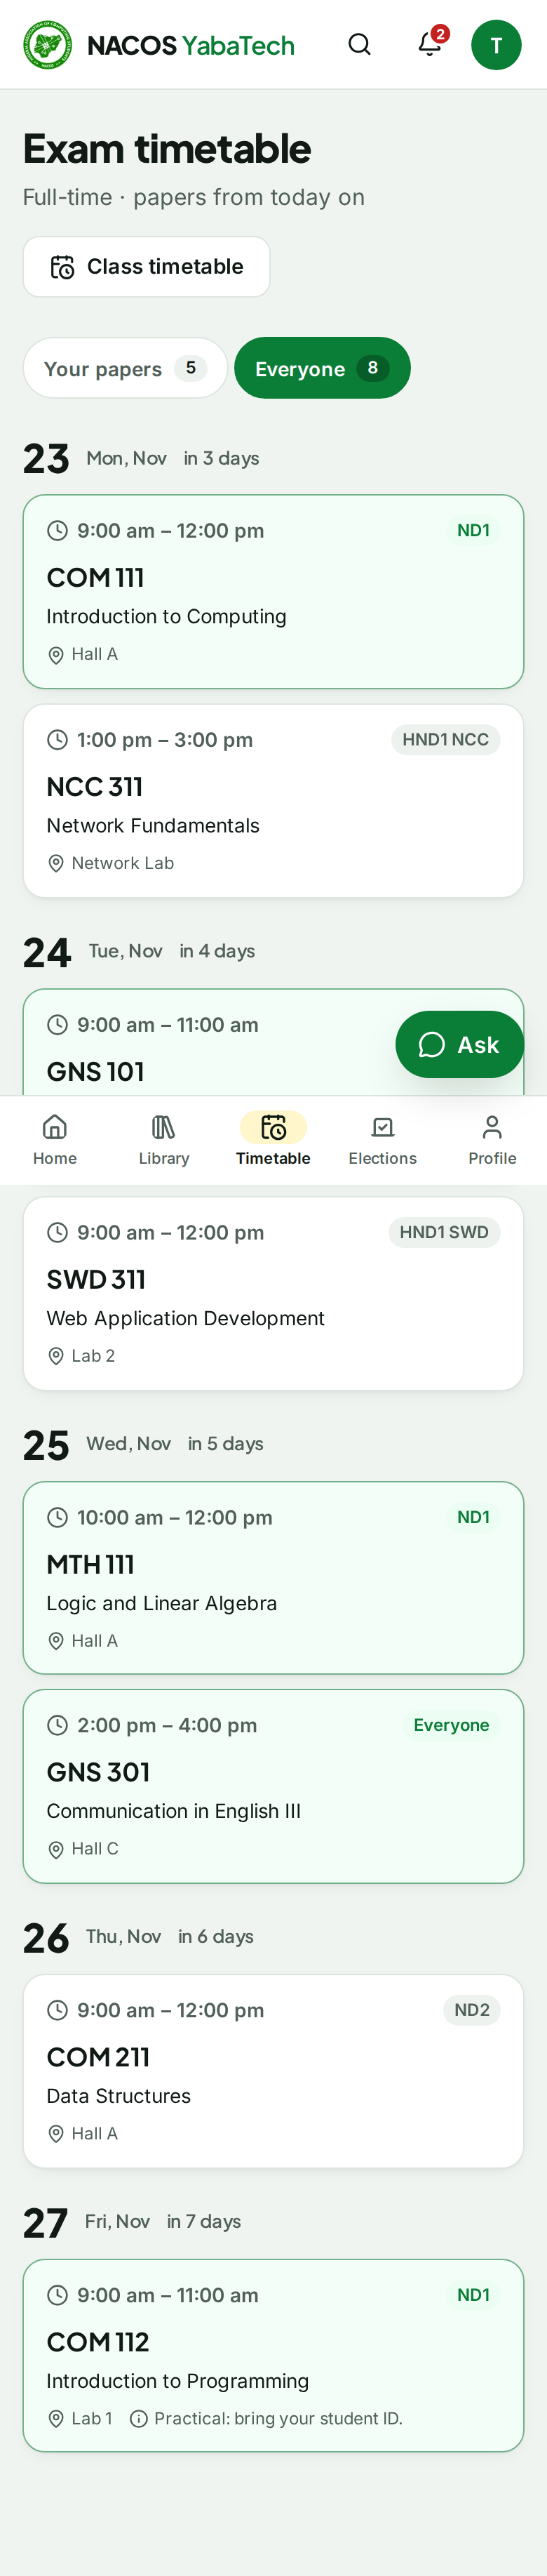 NACOS YabaTech
2
T
Exam timetable
Full-time · papers from today on
Class timetable
Your papers 5
Everyone 8
23 Mon, Nov in 3 days
9:00 am – 12:00 pm ND1
COM 111
Introduction to Computing
Hall A
1:00 pm – 3:00 pm HND1 NCC
NCC 311
Network Fundamentals
Network Lab
24 Tue, Nov in 4 days
9:00 am – 11:00 am
Ask
GNS 101
Home Library Timetable Elections Profile
9:00 am – 12:00 pm HND1 SWD
SWD 311
Web Application Development
Lab 2
25 Wed, Nov in 5 days
10:00 am – 12:00 pm ND1
MTH 111
Logic and Linear Algebra
Hall A
2:00 pm – 4:00 pm Everyone
GNS 301
Communication in English III
Hall C
26 Thu, Nov in 6 days
9:00 am – 12:00 pm ND2
COM 211
Data Structures
Hall A
27 Fri, Nov in 7 days
9:00 am – 11:00 am ND1
COM 112
Introduction to Programming
Lab 1 Practical: bring your student ID.